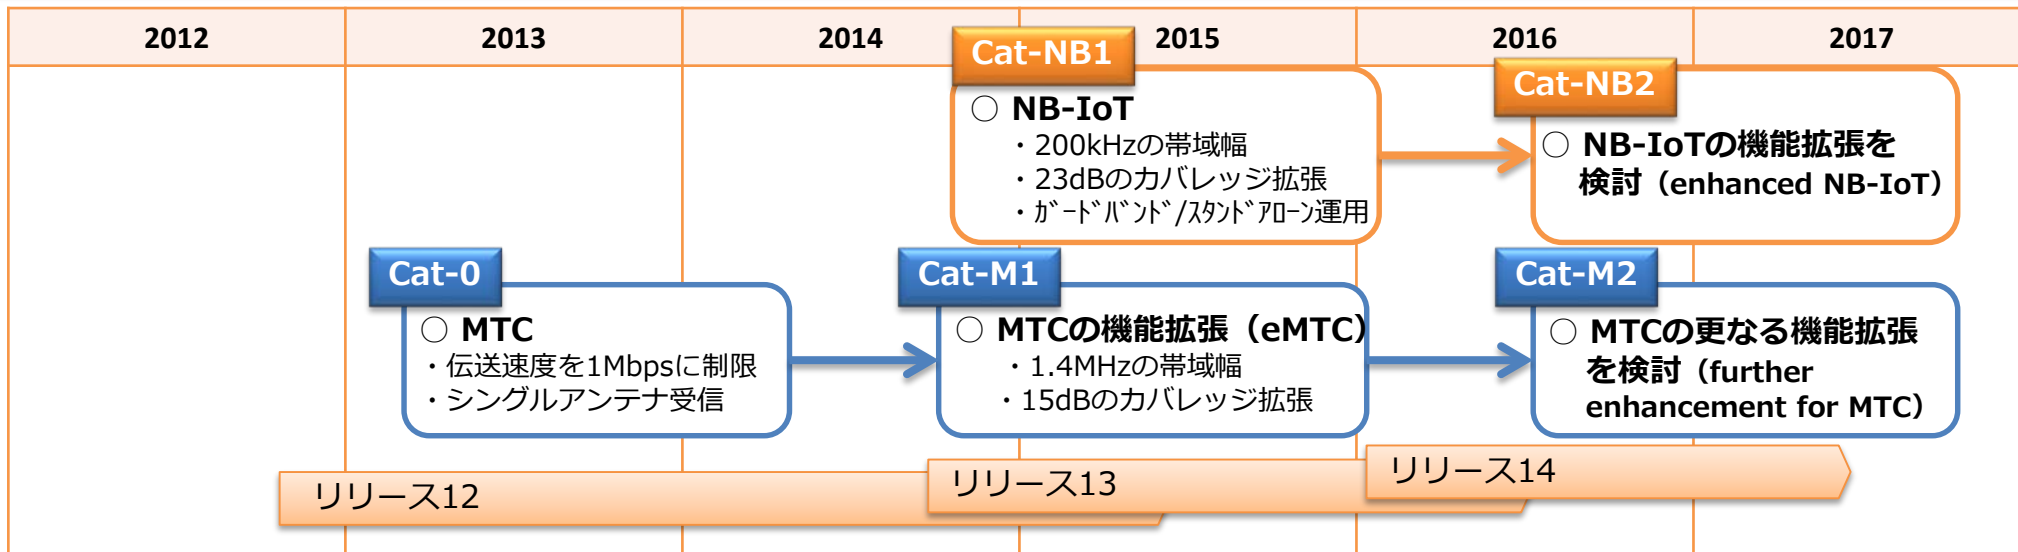 2012 2013 2014 2015 2016 2017
Cat-NB1
○ NB-IoT
・200kHzの帯域幅
・23dBのカバレッジ拡張
・ｶﾞｰﾄﾞﾊﾞﾝﾄﾞ/ｽﾀﾝﾄﾞｱﾛｰﾝ運用
Cat-NB2
○ NB-IoTの機能拡張を
検討（enhanced NB-IoT）
Cat-0
○ MTC
・伝送速度を1Mbpsに制限
・シングルアンテナ受信
Cat-M1
○ MTCの機能拡張（eMTC）
・1.4MHzの帯域幅
・15dBのカバレッジ拡張
Cat-M2
○ MTCの更なる機能拡張
を検討（further
enhancement for MTC）
リリース12
リリース13
リリース14